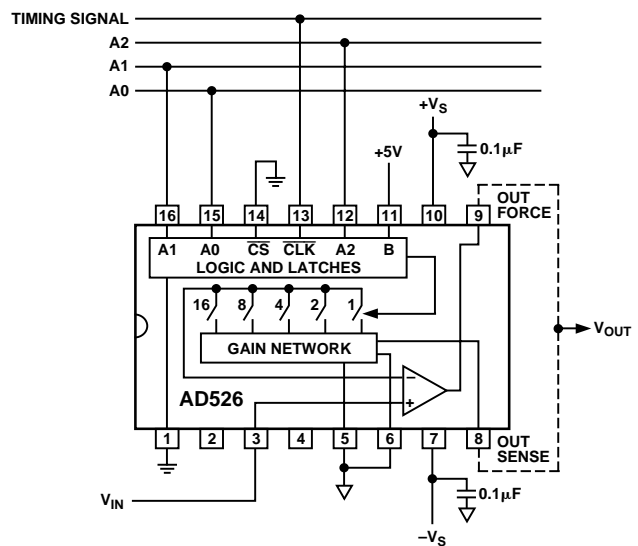 TIMING SIGNAL
A2
A1
A0
+VS
0.1µF
+5V
16 15 14 13 12 11 10 9
OUT
FORCE
A1 A0 CS CLK A2 B
LOGIC AND LATCHES
16 8 4 2 1
GAIN NETWORK
VOUT
−
+
AD526
1 2 3 4 5 6 7 8
OUT
SENSE
VIN
0.1µF
−VS